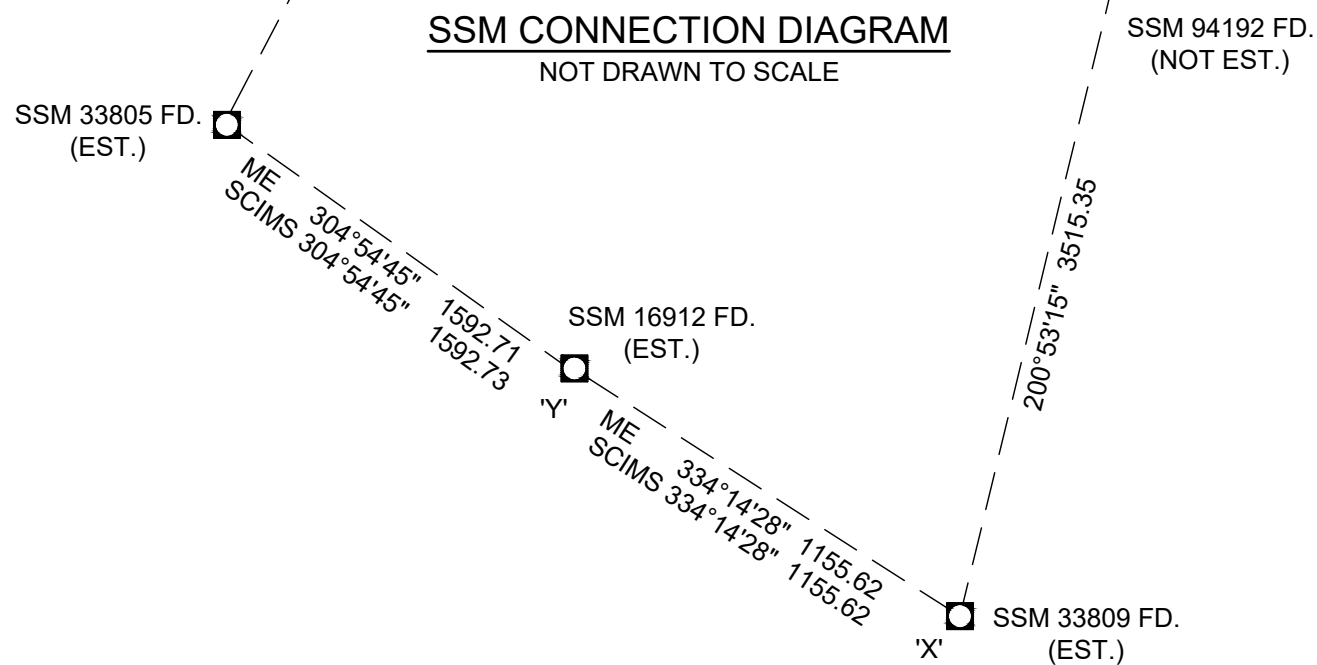 SSM CONNECTION DIAGRAM
NOT DRAWN TO SCALE
SSM 94192 FD.
(NOT EST.)
SSM 33805 FD.
(EST.)
ME 304°54'45" 1592.71
SCIMS 304°54'45" 1592.73
200°53'15" 3515.35
SSM 16912 FD.
(EST.)
'Y'
ME 334°14'28" 1155.62
SCIMS 334°14'28" 1155.62
SSM 33809 FD.
(EST.)
'X'